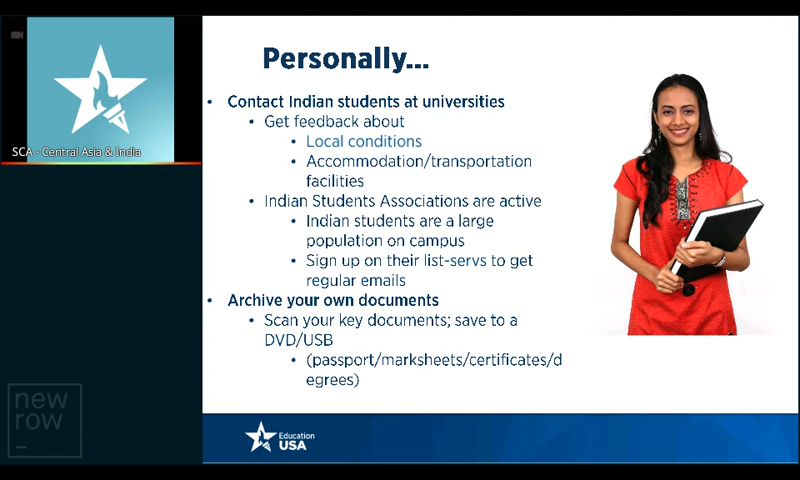 SCA - Central Asia & India
Personally...
• Contact Indian students at universities
• Get feedback about
• Local conditions
• Accommodation/transportation
facilities
• Indian Students Associations are active
• Indian students are a large
population on campus
• Sign up on their list-servs to get
regular emails
• Archive your own documents
• Scan your key documents; save to a
DVD/USB
• (passport/marksheets/certificates/d
egrees)
new
row
Education
USA